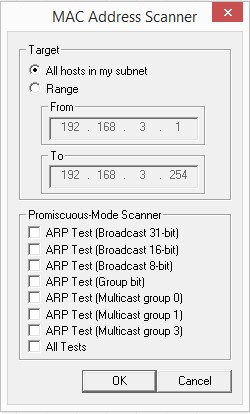 MAC Address Scanner
Target
All hosts in my subnet
Range
From
192 . 168 . 3 . 1
To
192 . 168 . 3 . 254
Promiscuous-Mode Scanner
ARP Test (Broadcast 31-bit)
ARP Test (Broadcast 16-bit)
ARP Test (Broadcast 8-bit)
ARP Test (Group bit)
ARP Test (Multicast group 0)
ARP Test (Multicast group 1)
ARP Test (Multicast group 3)
All Tests
OK Cancel